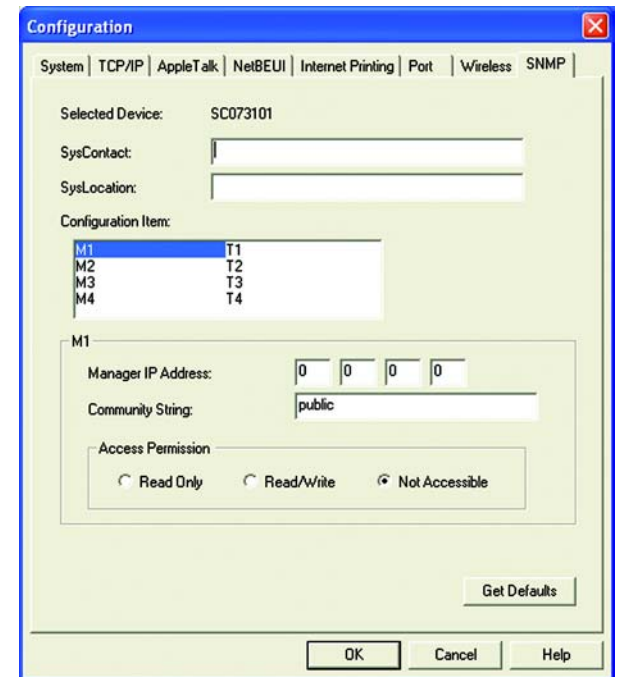 Configuration
System TCP/IP AppleTalk NetBEUI Internet Printing Port Wireless SNMP
Selected Device: SC073101
SysContact:
SysLocation:
Configuration Item:
M1 T1
M2 T2
M3 T3
M4 T4
M1
Manager IP Address: 0 0 0 0
Community String: public
Access Permission
Read Only Read/Write Not Accessible
Get Defaults
OK Cancel Help